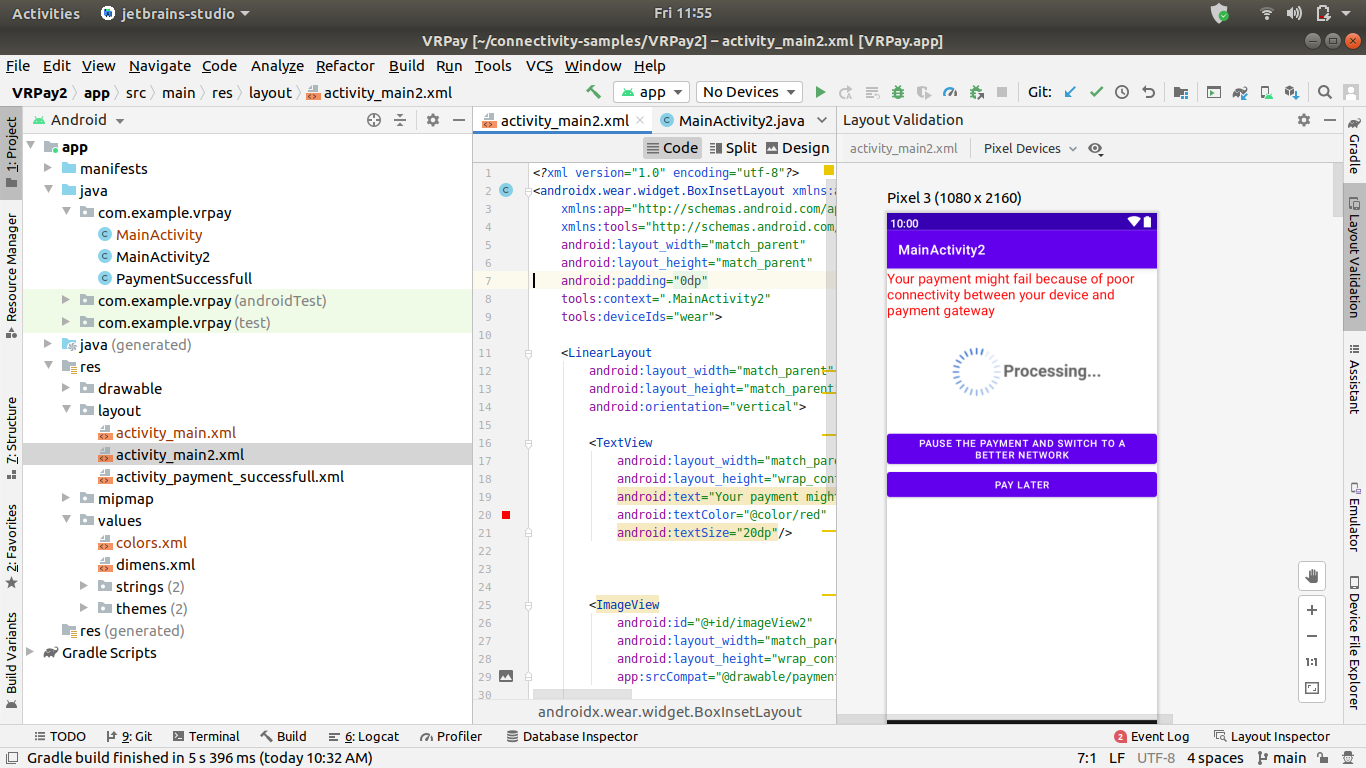 Activities
jetbrains-studio
Fri 11:55
VRPay [~/connectivity-samples/VRPay2] – activity_main2.xml [VRPay.app]
File Edit View Navigate Code Analyze Refactor Build Run Tools VCS Window Help
VRPay2 app src main res layout activity_main2.xml
app
No Devices
Git:
1: Project
Resource Manager
7: Structure
2: Favorites
Build Variants
Android
app
manifests
java
com.example.vrpay
MainActivity
MainActivity2
PaymentSuccessfull
com.example.vrpay (androidTest)
com.example.vrpay (test)
java (generated)
res
drawable
layout
activity_main.xml
activity_main2.xml
activity_payment_successfull.xml
mipmap
values
colors.xml
dimens.xml
strings (2)
themes (2)
res (generated)
Gradle Scripts
activity_main2.xml
MainActivity2.java
Code Split Design
1 <?xml version="1.0" encoding="utf-8"?>
2 <androidx.wear.widget.BoxInsetLayout xmlns:a
3 xmlns:app="http://schemas.android.com/ap
4 xmlns:tools="http://schemas.android.com/
5 android:layout_width="match_parent"
6 android:layout_height="match_parent"
7 android:padding="0dp"
8 tools:context=".MainActivity2"
9 tools:deviceIds="wear">
10
11 <LinearLayout
12 android:layout_width="match_parent"
13 android:layout_height="match_parent
14 android:orientation="vertical">
15
16 <TextView
17 android:layout_width="match_pare
18 android:layout_height="wrap_cont
19 android:text="Your payment might
20 android:textColor="@color/red"
21 android:textSize="20dp"/>
22
23
24
25 <ImageView
26 android:id="@+id/imageView2"
27 android:layout_width="match_pare
28 android:layout_height="wrap_cont
29 app:srcCompat="@drawable/payment
30
androidx.wear.widget.BoxInsetLayout
Layout Validation
activity_main2.xml
Pixel Devices
Pixel 3 (1080 x 2160)
10:00
MainActivity2
Your payment might fail because of poor
connectivity between your device and
payment gateway
Processing...
PAUSE THE PAYMENT AND SWITCH TO A
BETTER NETWORK
PAY LATER
1:1
Gradle
Layout Validation
Assistant
Emulator
Device File Explorer
TODO
9: Git
Terminal
Build
6: Logcat
Profiler
Database Inspector
2 Event Log
Layout Inspector
Gradle build finished in 5 s 396 ms (today 10:32 AM)
7:1 LF UTF-8 4 spaces main